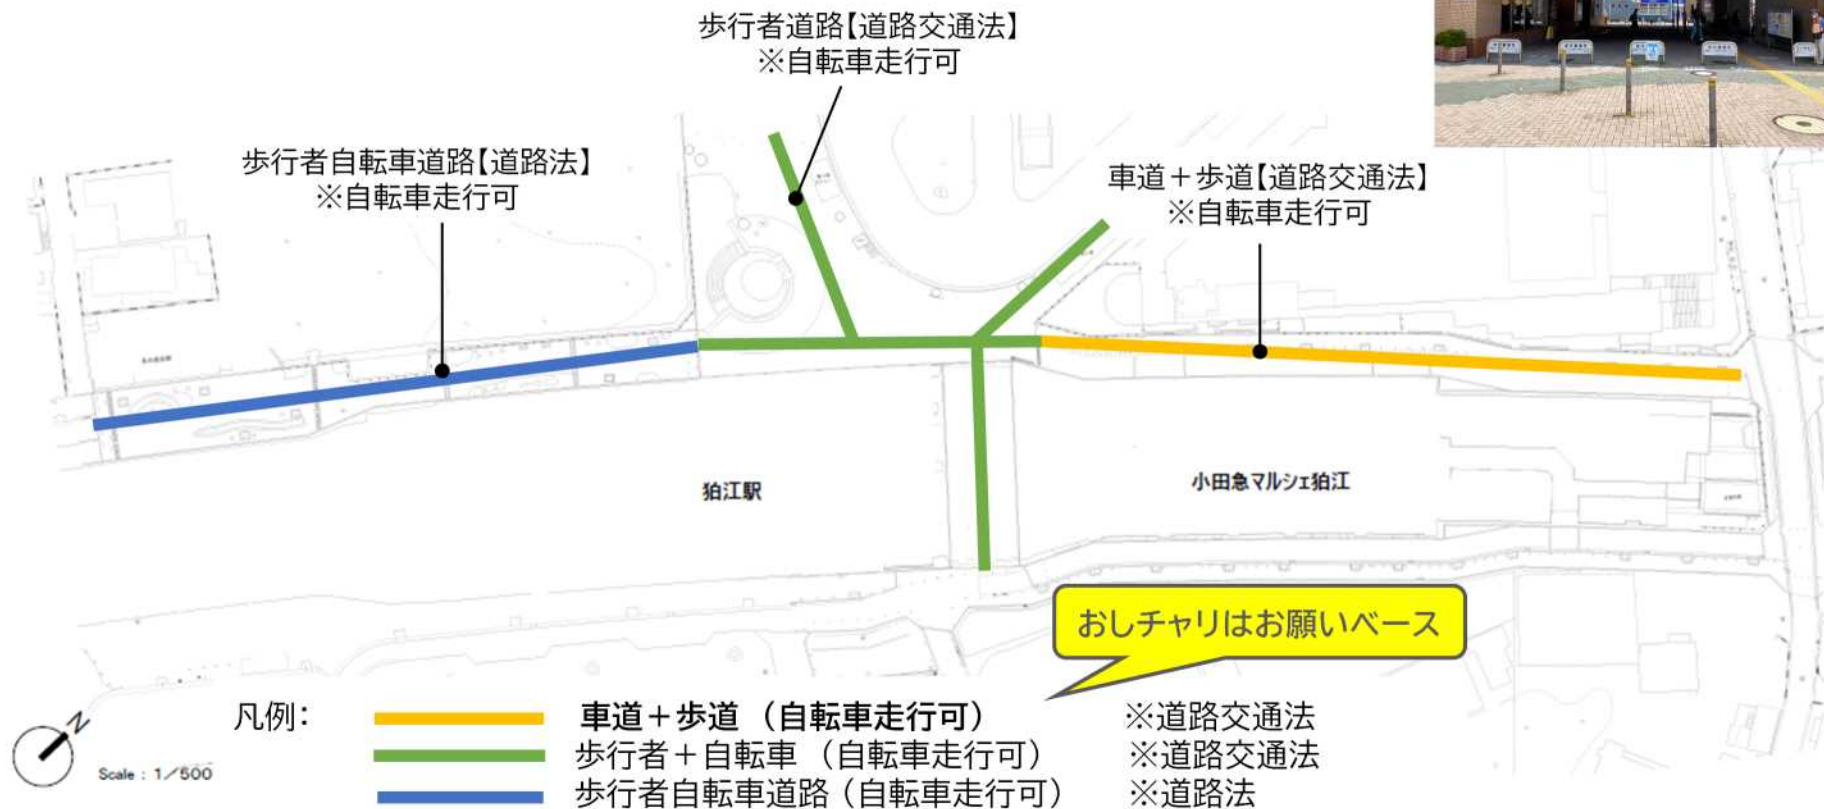 歩行者道路【道路交通法】
※自転車走行可
歩行者自転車道路【道路法】
※自転車走行可
車道＋歩道【道路交通法】
※自転車走行可
狛江駅
小田急マルシェ狛江
おしチャリはお願いベース
凡例：
車道＋歩道（自転車走行可） ※道路交通法
歩行者＋自転車（自転車走行可） ※道路交通法
歩行者自転車道路（自転車走行可） ※道路法
N
Scale : 1／500